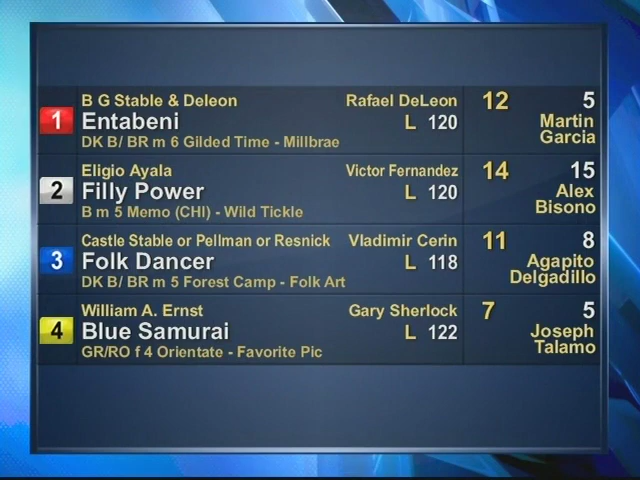 B G Stable & Deleon Rafael DeLeon 12 5
1 Entabeni L 120 Martin Garcia
DK B/ BR m 6 Gilded Time - Millbrae
Eligio Ayala Victor Fernandez 14 15
2 Filly Power L 120 Alex Bisono
B m 5 Memo (CHI) - Wild Tickle
Castle Stable or Pellman or Resnick Vladimir Cerin 11 8
3 Folk Dancer L 118 Agapito Delgadillo
DK B/ BR m 5 Forest Camp - Folk Art
William A. Ernst Gary Sherlock 7 5
4 Blue Samurai L 122 Joseph Talamo
GR/RO f 4 Orientate - Favorite Pic